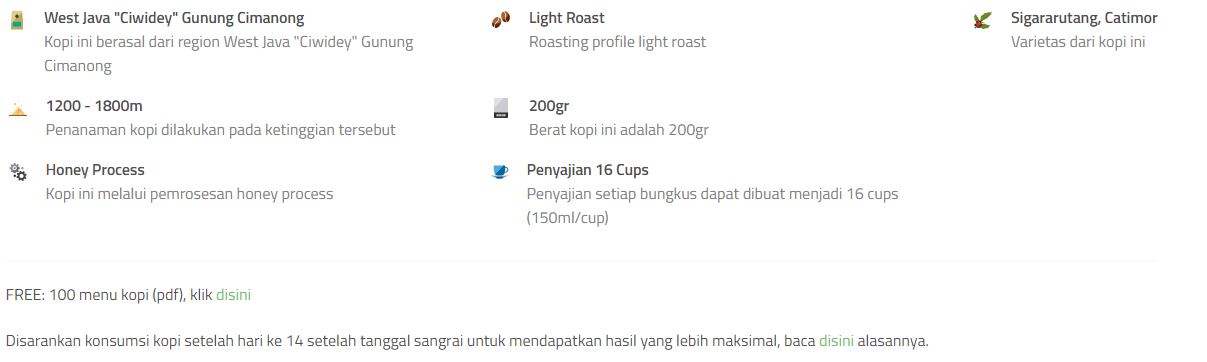 West Java "Ciwidey" Gunung Cimanong
Kopi ini berasal dari region West Java "Ciwidey" Gunung
Cimanong
Light Roast
Roasting profile light roast
Sigararutang, Catimor
Varietas dari kopi ini
1200 - 1800m
Penanaman kopi dilakukan pada ketinggian tersebut
200gr
Berat kopi ini adalah 200gr
Honey Process
Kopi ini melalui pemrosesan honey process
Penyajian 16 Cups
Penyajian setiap bungkus dapat dibuat menjadi 16 cups
(150ml/cup)
FREE: 100 menu kopi (pdf), klik disini
Disarankan konsumsi kopi setelah hari ke 14 setelah tanggal sangrai untuk mendapatkan hasil yang lebih maksimal, baca disini alasannya.